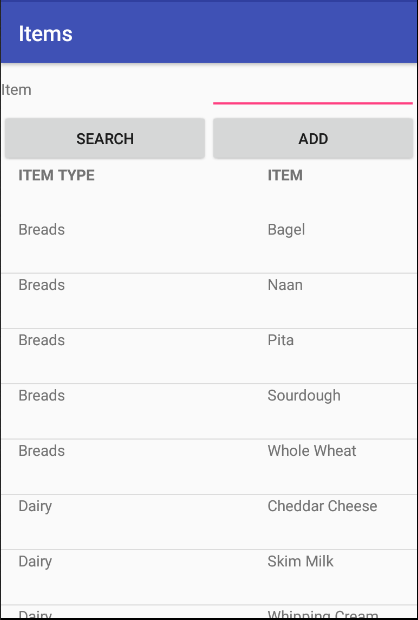 Items
Item
SEARCH ADD
ITEM TYPE ITEM
Breads Bagel
Breads Naan
Breads Pita
Breads Sourdough
Breads Whole Wheat
Dairy Cheddar Cheese
Dairy Skim Milk
Dairy Whipping Cream